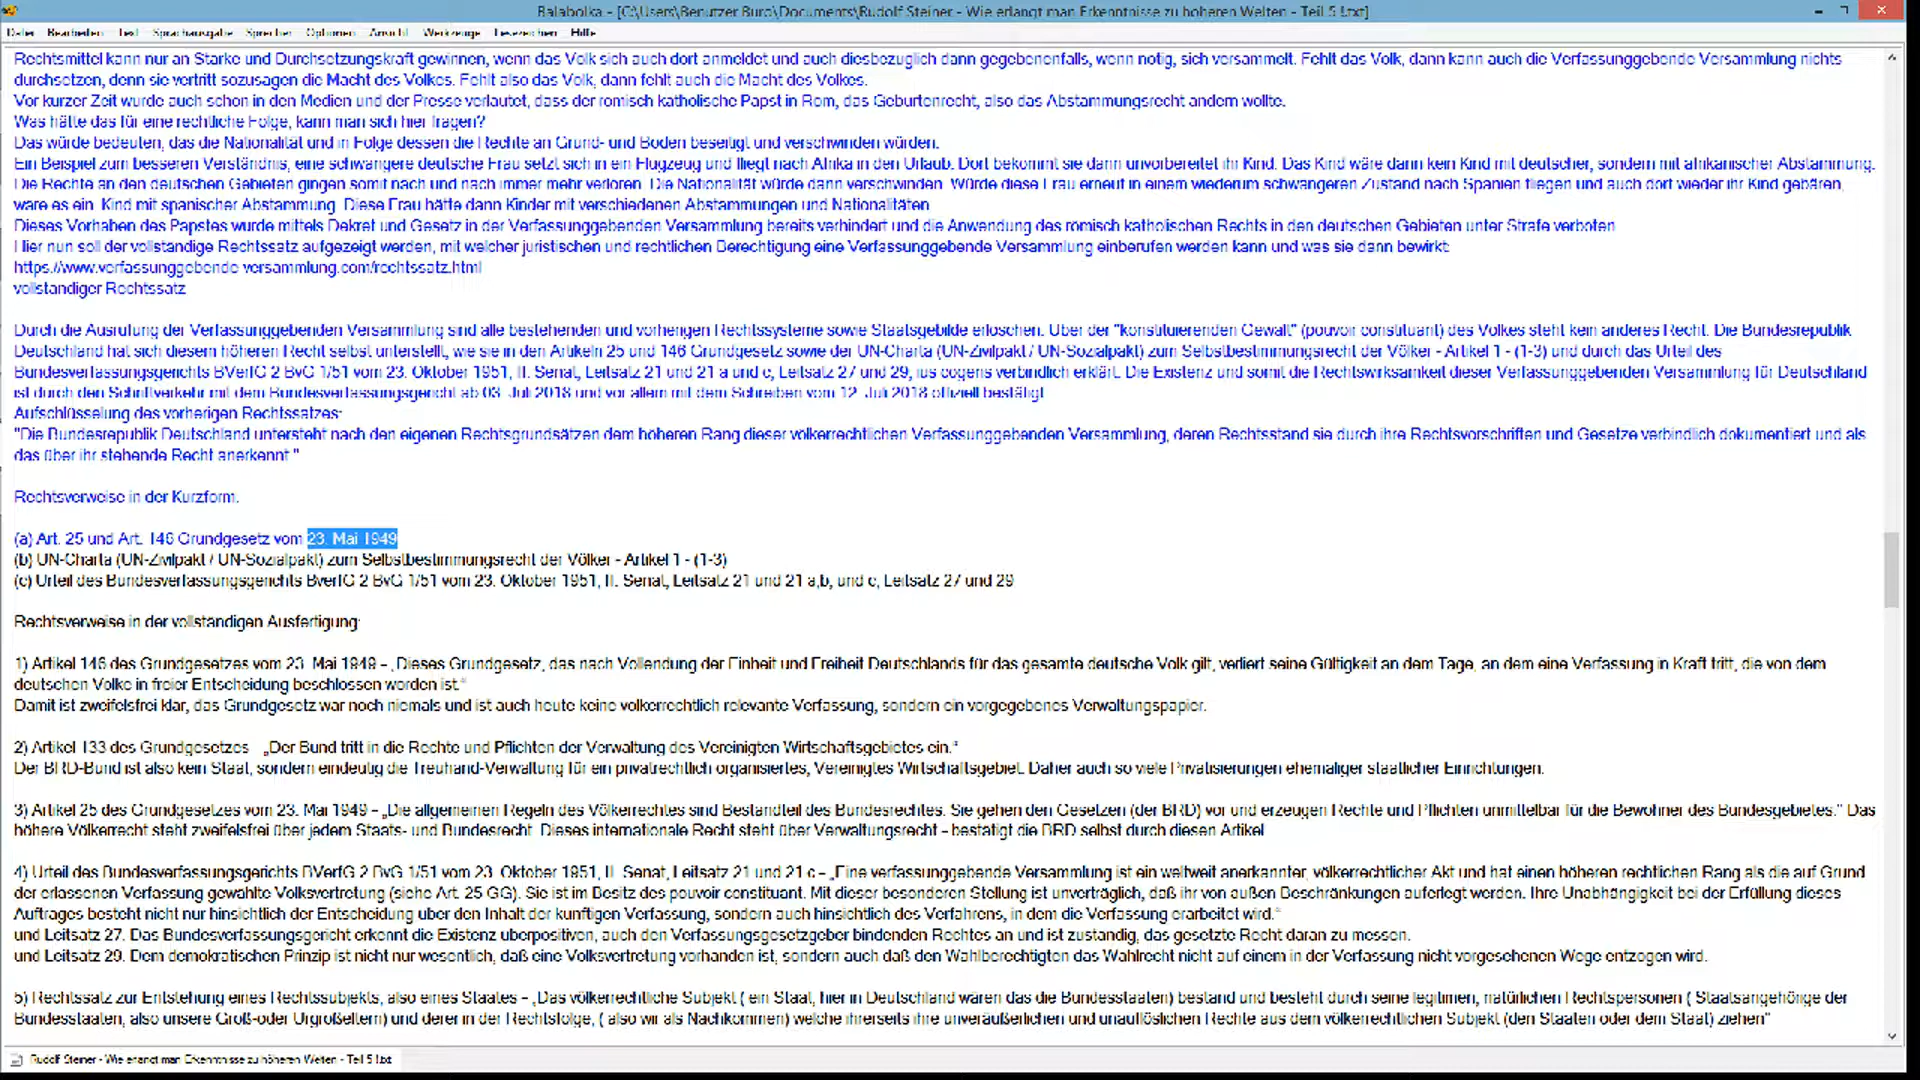 Balabolka - [C:\Users\Benutzer Büro\Documents\Rudolf Steiner - Wie erlangt man Erkenntnisse zu höheren Welten - Teil 5 !.txt]
Datei Bearbeiten Text Sprachausgabe Sprecher Optionen Ansicht Werkzeuge Lesezeichen Hilfe
Rechtsmittel kann nur an Stärke und Durchsetzungskraft gewinnen, wenn das Volk sich auch dort anmeldet und auch diesbezüglich dann gegebenenfalls, wenn nötig, sich versammelt. Fehlt das Volk, dann kann auch die Verfassunggebende Versammlung nichts
durchsetzen, denn sie vertritt sozusagen die Macht des Volkes. Fehlt also das Volk, dann fehlt auch die Macht des Volkes.
Vor kurzer Zeit wurde auch schon in den Medien und der Presse verlautet, dass der römisch katholische Papst in Rom, das Geburtenrecht, also das Abstammungsrecht ändern wollte.
Was hätte das für eine rechtliche Folge, kann man sich hier fragen?
Das würde bedeuten, das die Nationalität und in Folge dessen die Rechte an Grund- und Boden beseitigt und verschwinden würden.
Ein Beispiel zum besseren Verständnis, eine schwangere deutsche Frau setzt sich in ein Flugzeug und fliegt nach Afrika in den Urlaub. Dort bekommt sie dann unvorbereitet ihr Kind. Das Kind wäre dann kein Kind mit deutscher, sondern mit afrikanischer Abstammung.
Die Rechte an den deutschen Gebieten gingen somit nach und nach immer mehr verloren. Die Nationalität würde dann verschwinden. Würde diese Frau erneut in einem wiederum schwangeren Zustand nach Spanien fliegen und auch dort wieder ihr Kind gebären,
wäre es ein Kind mit spanischer Abstammung. Diese Frau hätte dann Kinder mit verschiedenen Abstammungen und Nationalitäten.
Dieses Vorhaben des Papstes wurde mittels Dekret und Gesetz in der Verfassunggebenden Versammlung bereits verhindert und die Anwendung des römisch katholischen Rechts in den deutschen Gebieten unter Strafe verboten.
Hier nun soll der vollständige Rechtssatz aufgezeigt werden, mit welcher juristischen und rechtlichen Berechtigung eine Verfassunggebende Versammlung einberufen werden kann und was sie dann bewirkt:
https://www.verfassunggebende-versammlung.com/rechtssatz.html
vollständiger Rechtssatz
Durch die Ausrufung der Verfassunggebenden Versammlung sind alle bestehenden und vorherigen Rechtssysteme sowie Staatsgebilde erloschen. Über der "konstituierenden Gewalt" (pouvoir constituant) des Volkes steht kein anderes Recht. Die Bundesrepublik
Deutschland hat sich diesem höheren Recht selbst unterstellt, wie sie in den Artikeln 25 und 146 Grundgesetz sowie der UN-Charta (UN-Zivilpakt / UN-Sozialpakt) zum Selbstbestimmungsrecht der Völker - Artikel 1 - (1-3) und durch das Urteil des
Bundesverfassungsgerichts BVerfG 2 BvG 1/51 vom 23. Oktober 1951, II. Senat, Leitsatz 21 und 21 a und c, Leitsatz 27 und 29, ius cogens verbindlich erklärt. Die Existenz und somit die Rechtswirksamkeit dieser Verfassunggebenden Versammlung für Deutschland
ist durch den Schriftverkehr mit dem Bundesverfassungsgericht ab 03. Juli 2018 und vor allem mit dem Schreiben vom 12. Juli 2018 offiziell bestätigt.
Aufschlüsselung des vorherigen Rechtssatzes:
"Die Bundesrepublik Deutschland untersteht nach den eigenen Rechtsgrundsätzen dem höheren Rang dieser völkerrechtlichen Verfassunggebenden Versammlung, deren Rechtsstand sie durch ihre Rechtsvorschriften und Gesetze verbindlich dokumentiert und als
das über ihr stehende Recht anerkennt."
Rechtsverweise in der Kurzform:
(a) Art. 25 und Art. 146 Grundgesetz vom 23. Mai 1949
(b) UN-Charta (UN-Zivilpakt / UN-Sozialpakt) zum Selbstbestimmungsrecht der Völker - Artikel 1 - (1-3)
(c) Urteil des Bundesverfassungsgerichts BverfG 2 BvG 1/51 vom 23. Oktober 1951, II. Senat, Leitsatz 21 und 21 a,b, und c, Leitsatz 27 und 29
Rechtsverweise in der vollständigen Ausfertigung:
1) Artikel 146 des Grundgesetzes vom 23. Mai 1949 – „Dieses Grundgesetz, das nach Vollendung der Einheit und Freiheit Deutschlands für das gesamte deutsche Volk gilt, verliert seine Gültigkeit an dem Tage, an dem eine Verfassung in Kraft tritt, die von dem
deutschen Volke in freier Entscheidung beschlossen worden ist.“
Damit ist zweifelsfrei klar, das Grundgesetz war noch niemals und ist auch heute keine völkerrechtlich relevante Verfassung, sondern ein vorgegebenes Verwaltungspapier.
2) Artikel 133 des Grundgesetzes – „Der Bund tritt in die Rechte und Pflichten der Verwaltung des Vereinigten Wirtschaftsgebietes ein.“
Der BRD-Bund ist also kein Staat, sondern eindeutig die Treuhand-Verwaltung für ein privatrechtlich organisiertes, Vereinigtes Wirtschaftsgebiet. Daher auch so viele Privatisierungen ehemaliger staatlicher Einrichtungen.
3) Artikel 25 des Grundgesetzes vom 23. Mai 1949 – „Die allgemeinen Regeln des Völkerrechtes sind Bestandteil des Bundesrechtes. Sie gehen den Gesetzen (der BRD) vor und erzeugen Rechte und Pflichten unmittelbar für die Bewohner des Bundesgebietes." Das
höhere Völkerrecht steht zweifelsfrei über jedem Staats- und Bundesrecht. Dieses internationale Recht steht über Verwaltungsrecht – bestätigt die BRD selbst durch diesen Artikel.
4) Urteil des Bundesverfassungsgerichts BVerfG 2 BvG 1/51 vom 23. Oktober 1951, II. Senat, Leitsatz 21 und 21 c – „Eine verfassunggebende Versammlung ist ein weltweit anerkannter, völkerrechtlicher Akt und hat einen höheren rechtlichen Rang als die auf Grund
der erlassenen Verfassung gewählte Volksvertretung (siehe Art. 25 GG). Sie ist im Besitz des pouvoir constituant. Mit dieser besonderen Stellung ist unverträglich, daß ihr von außen Beschränkungen auferlegt werden. Ihre Unabhängigkeit bei der Erfüllung dieses
Auftrages besteht nicht nur hinsichtlich der Entscheidung über den Inhalt der künftigen Verfassung, sondern auch hinsichtlich des Verfahrens, in dem die Verfassung erarbeitet wird.“
und Leitsatz 27. Das Bundesverfassungsgericht erkennt die Existenz überpositiven, auch den Verfassungsgesetzgeber bindenden Rechtes an und ist zuständig, das gesetzte Recht daran zu messen.
und Leitsatz 29. Dem demokratischen Prinzip ist nicht nur wesentlich, daß eine Volksvertretung vorhanden ist, sondern auch daß den Wahlberechtigten das Wahlrecht nicht auf einem in der Verfassung nicht vorgesehenen Wege entzogen wird.
5) Rechtssatz zur Entstehung eines Rechtssubjekts, also eines Staates – „Das völkerrechtliche Subjekt ( ein Staat, hier in Deutschland wären das die Bundesstaaten) bestand und besteht durch seine legitimen, natürlichen Rechtspersonen ( Staatsangehörige der
Bundesstaaten, also unsere Groß-oder Urgroßeltern) und derer in der Rechtsfolge, ( also wir als Nachkommen) welche ihrerseits ihre unveräußerlichen und unauflöslichen Rechte aus dem völkerrechtlichen Subjekt (den Staaten oder dem Staat) ziehen"
Rudolf Steiner - Wie erlangt man Erkenntnisse zu höheren Welten - Teil 5 !.txt